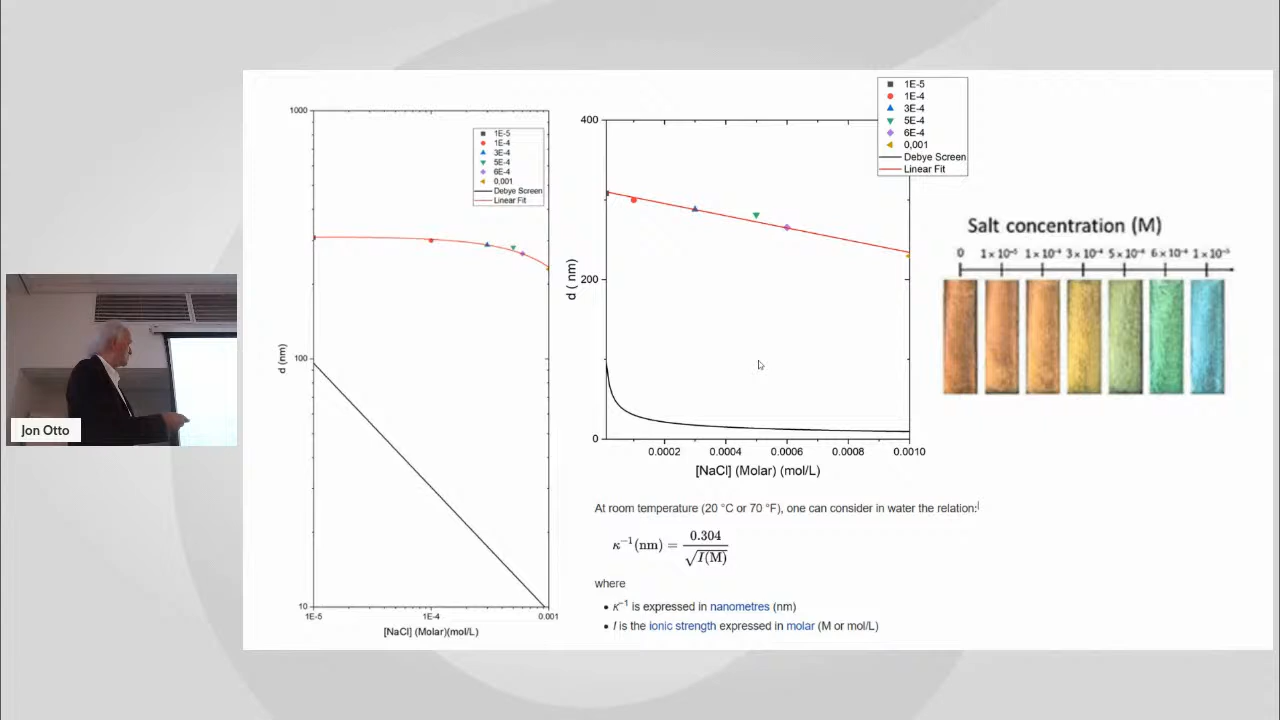 1000
100
10
d (nm)
1E-5
1E-4
0.001
[NaCl] (Molar)(mol/L)
1E-5
1E-4
3E-4
5E-4
6E-4
0,001
Debye Screen
Linear Fit
400
200
0
d (nm)
0.0002
0.0004
0.0006
0.0008
0.0010
[NaCl] (Molar) (mol/L)
1E-5
1E-4
3E-4
5E-4
6E-4
0,001
Debye Screen
Linear Fit
Salt concentration (M)
0 1×10⁻⁵ 1×10⁻⁴ 3×10⁻⁴ 5×10⁻⁴ 6×10⁻⁴ 1×10⁻³
At room temperature (20 °C or 70 °F), one can consider in water the relation:
κ⁻¹(nm) = 0.304 / √I(M)
where
• κ⁻¹ is expressed in nanometres (nm)
• I is the ionic strength expressed in molar (M or mol/L)
Jon Otto